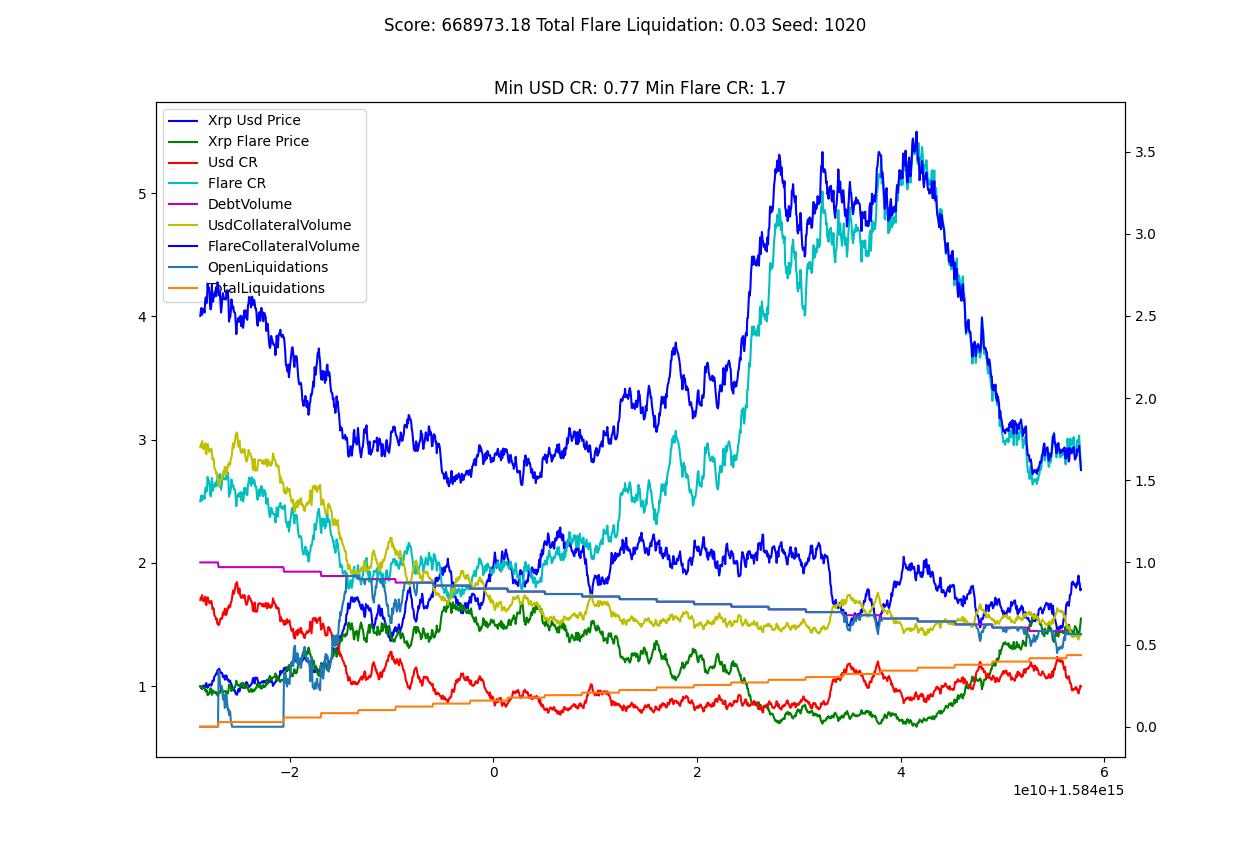 Score: 668973.18 Total Flare Liquidation: 0.03 Seed: 1020
Min USD CR: 0.77 Min Flare CR: 1.7
Xrp Usd Price
Xrp Flare Price
Usd CR
Flare CR
DebtVolume
UsdCollateralVolume
FlareCollateralVolume
OpenLiquidations
TotalLiquidations
5
4
3
2
1
3.5
3.0
2.5
2.0
1.5
1.0
0.5
0.0
−2 0 2 4 6
1e10+1.584e15